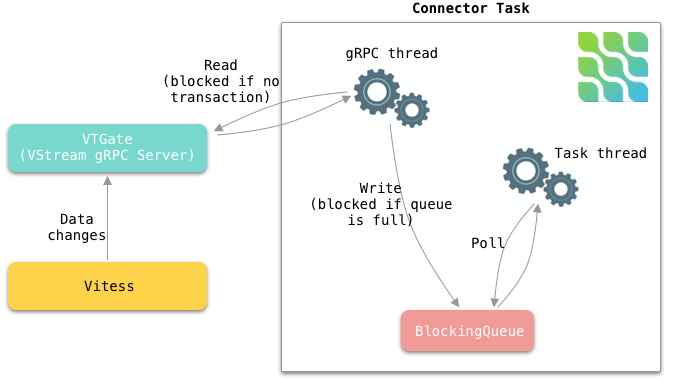 Connector Task
gRPC thread
Read
(blocked if no
transaction)
VTGate
(VStream gRPC Server)
Task thread
Write
(blocked if queue
is full)
Data
changes
Poll
Vitess
BlockingQueue